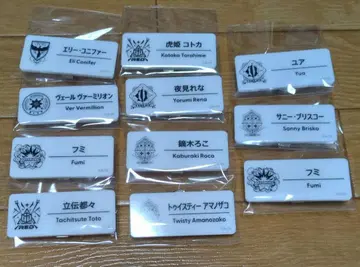 エリー・コニファー
Eli Conifer
ヴェール ヴァーミリオン
Ver Vermillion
フミ
Fumi
立伝都々
Tachitsute Toto
虎姫 コトカ
Kotoka Torahime
夜見れな
Yorumi Rena
鏑木ろこ
Kaburaki Roco
トゥイスティー アマノザコ
Twisty Amanozako
ユア
Yua
サニー・ブリスコー
Sonny Brisko
フミ
Fumi